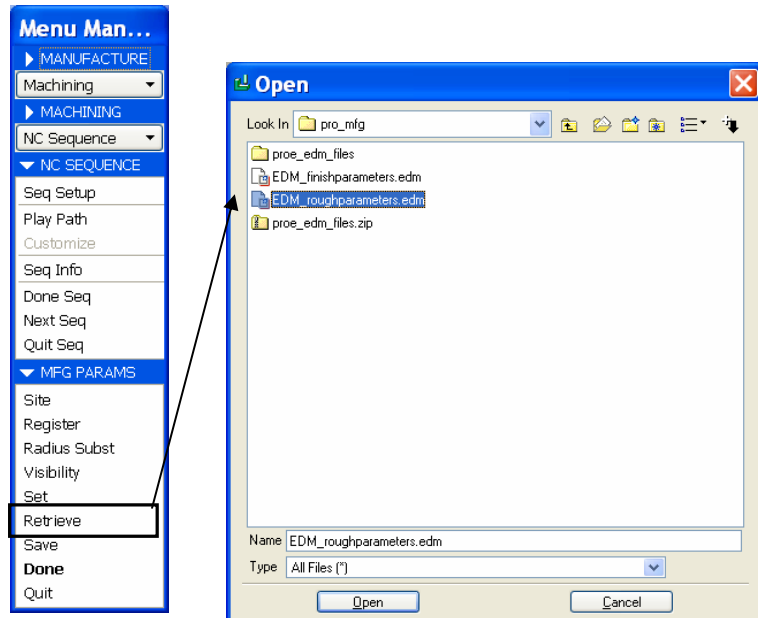 Menu Man...
MANUFACTURE
Machining
MACHINING
NC Sequence
NC SEQUENCE
Seq Setup
Play Path
Customize
Seq Info
Done Seq
Next Seq
Quit Seq
MFG PARAMS
Site
Register
Radius Subst
Visibility
Set
Retrieve
Save
Done
Quit
Open
Look In pro_mfg
proe_edm_files
EDM_finishparameters.edm
EDM_roughparameters.edm
proe_edm_files.zip
Name EDM_roughparameters.edm
Type All Files (*)
Open Cancel